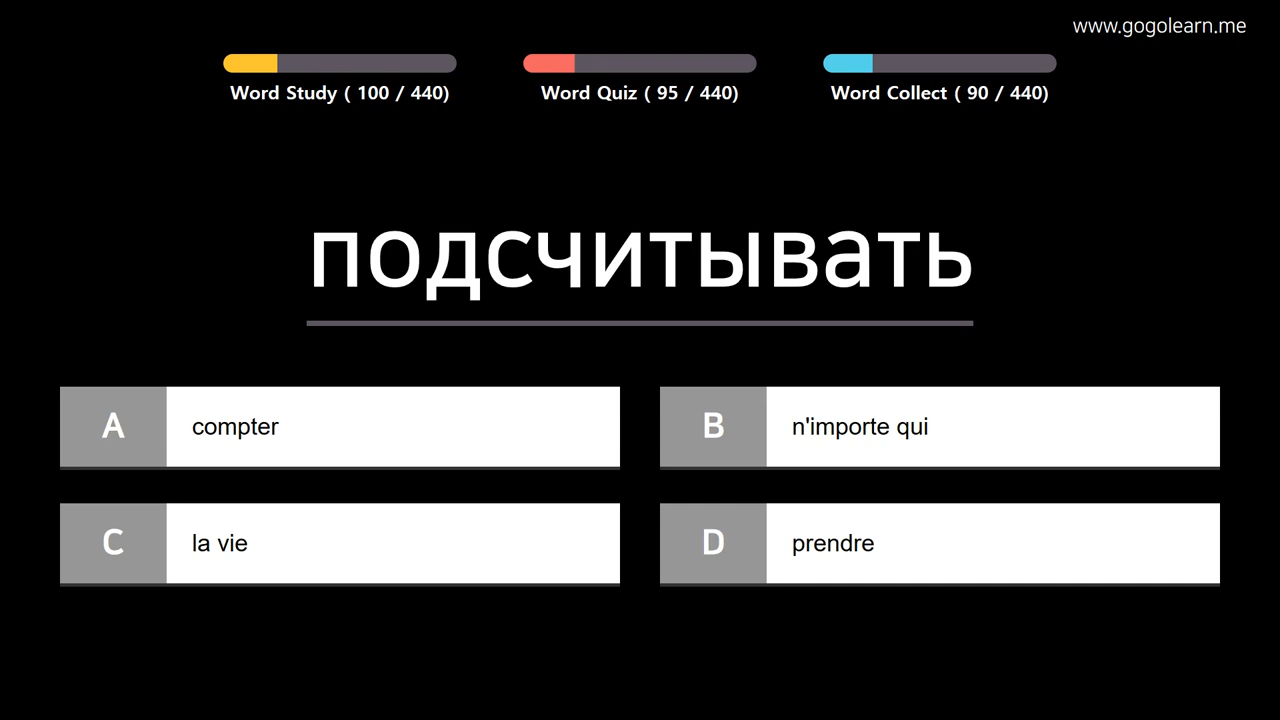 www.gogolearn.me
Word Study ( 100 / 440)
Word Quiz ( 95 / 440)
Word Collect ( 90 / 440)
подсчитывать
A compter
B n'importe qui
C la vie
D prendre